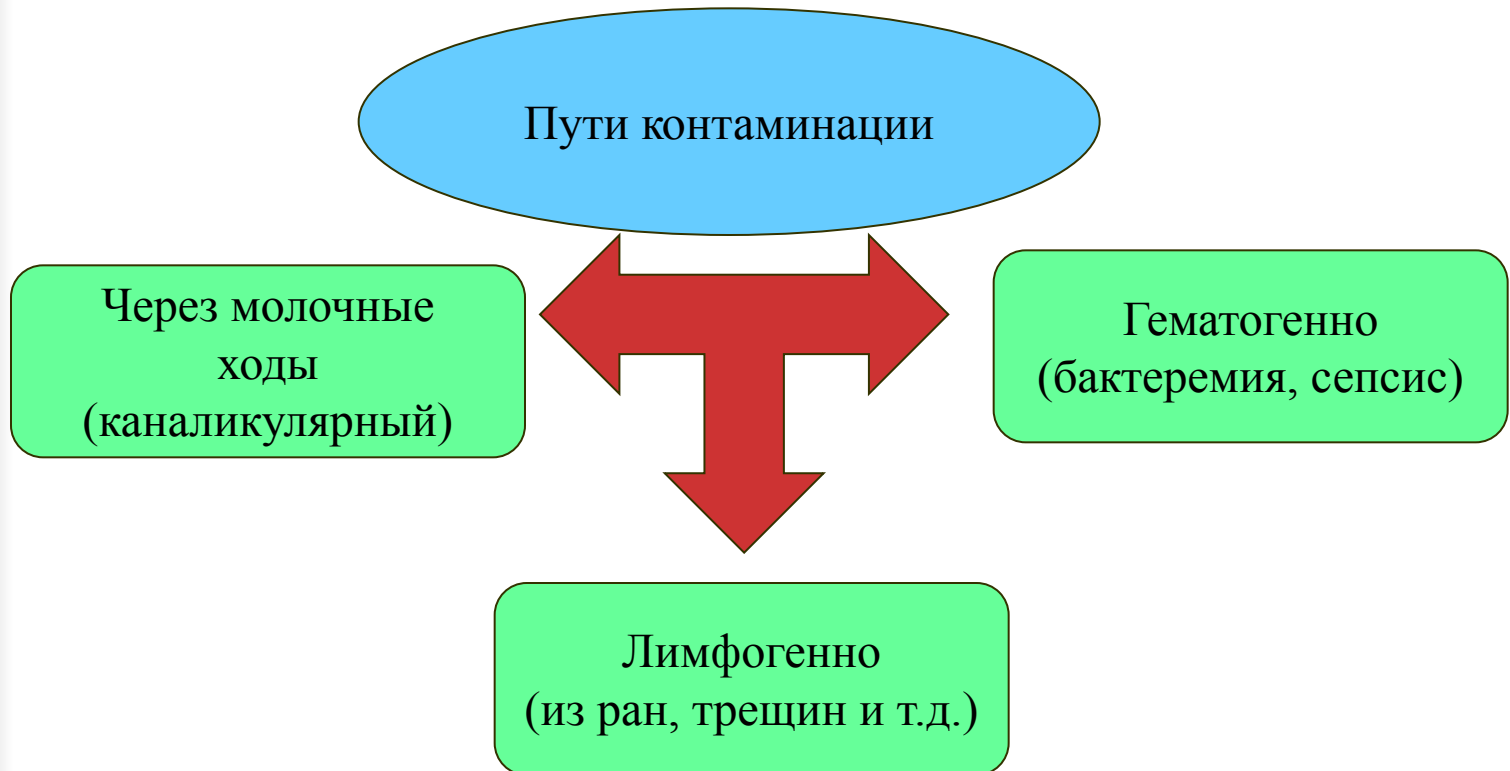 Пути контаминации
Через молочные
ходы
(каналикулярный)
Гематогенно
(бактеремия, сепсис)
Лимфогенно
(из ран, трещин и т.д.)